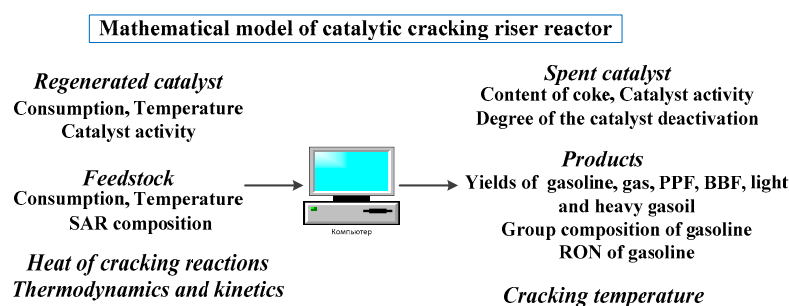 Mathematical model of catalytic cracking riser reactor
Regenerated catalyst
Consumption, Temperature
Catalyst activity
Feedstock
Consumption, Temperature
SAR composition
Heat of cracking reactions
Thermodynamics and kinetics
Компьютер
Spent catalyst
Content of coke, Catalyst activity
Degree of the catalyst deactivation
Products
Yields of gasoline, gas, PPF, BBF, light
and heavy gasoil
Group composition of gasoline
RON of gasoline
Cracking temperature